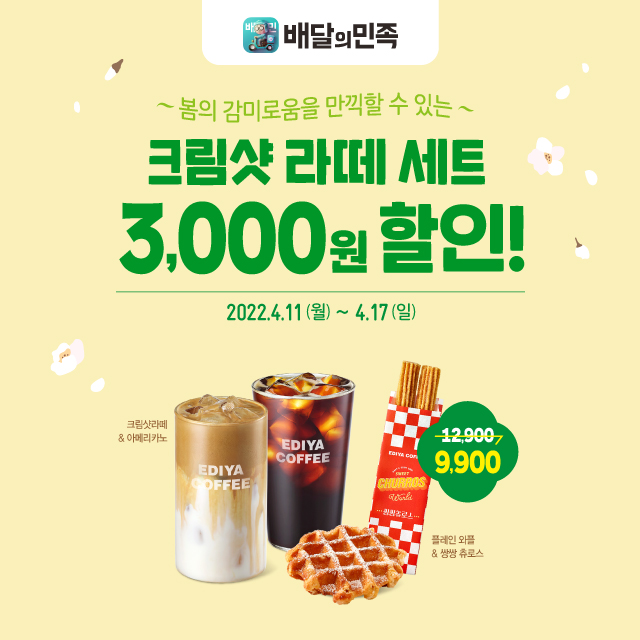 배달의민족
~ 봄의 감미로움을 만끽할 수 있는 ~
크림샷 라떼 세트
3,000원 할인!
2022.4.11 (월) ~ 4.17 (일)
크림샷라떼
& 아메리카노
EDIYA
COFFEE
EDIYA
COFFEE
EDIYA COFFEE
SWEET
CHURROS
World
쌍쌍츄로스
12,900
9,900
플레인 와플
& 쌍쌍 츄로스